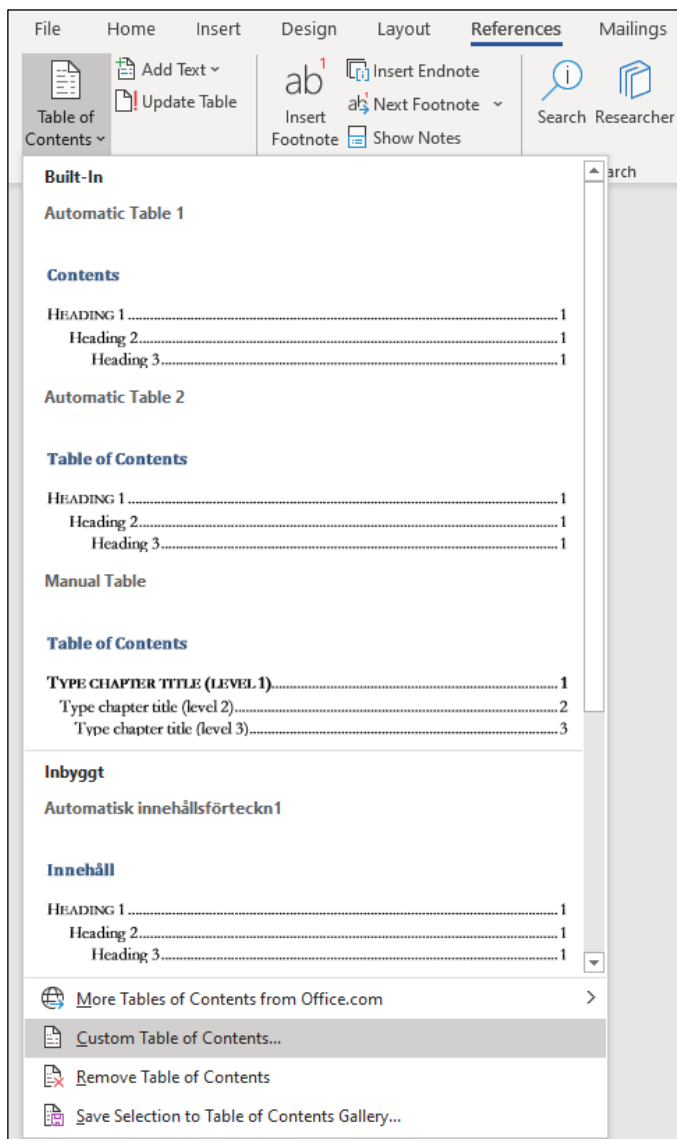 File Home Insert Design Layout References Mailings
Table of Contents
Add Text
Update Table
ab1
Insert Footnote
Insert Endnote
ab1 Next Footnote
Show Notes
Search
Researcher
arch
Built-In
Automatic Table 1
Contents
HEADING 1 1
Heading 2 1
Heading 3 1
Automatic Table 2
Table of Contents
HEADING 1 1
Heading 2 1
Heading 3 1
Manual Table
Table of Contents
TYPE CHAPTER TITLE (LEVEL 1) 1
Type chapter title (level 2) 2
Type chapter title (level 3) 3
Inbyggt
Automatisk innehållsförteckn1
Innehåll
HEADING 1 1
Heading 2 1
Heading 3 1
More Tables of Contents from Office.com
Custom Table of Contents...
Remove Table of Contents
Save Selection to Table of Contents Gallery...